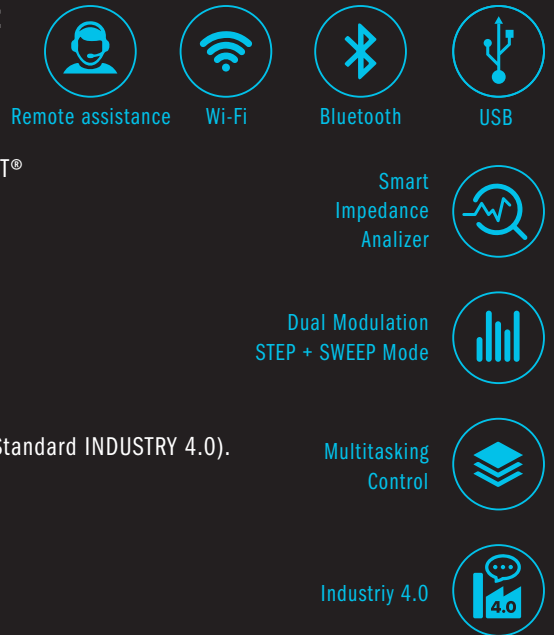 Remote assistance Wi-Fi Bluetooth USB
T®
Smart
Impedance
Analizer
Dual Modulation
STEP + SWEEP Mode
Standard INDUSTRY 4.0).
Multitasking
Control
Industriy 4.0
4.0